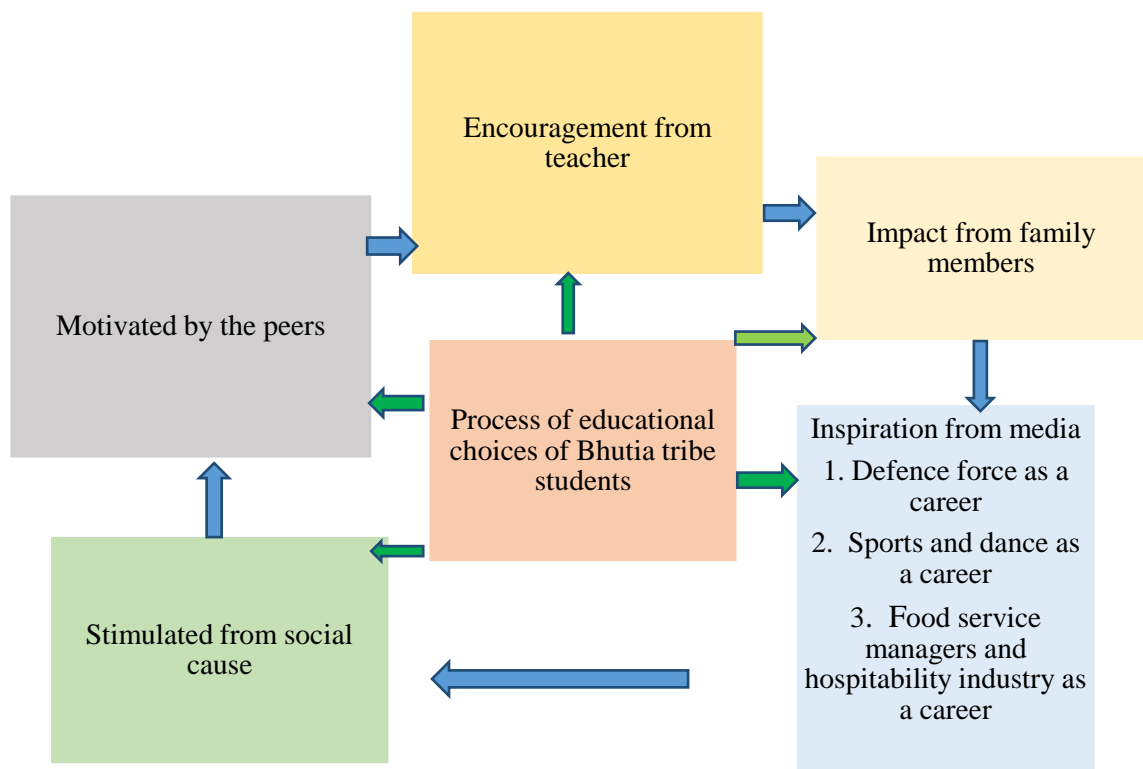 Encouragement from
teacher
Impact from family
members
Motivated by the peers
Process of educational
choices of Bhutia tribe
students
Inspiration from media
1. Defence force as a
career
2. Sports and dance as
a career
3. Food service
managers and
hospitability industry as
a career
Stimulated from social
cause